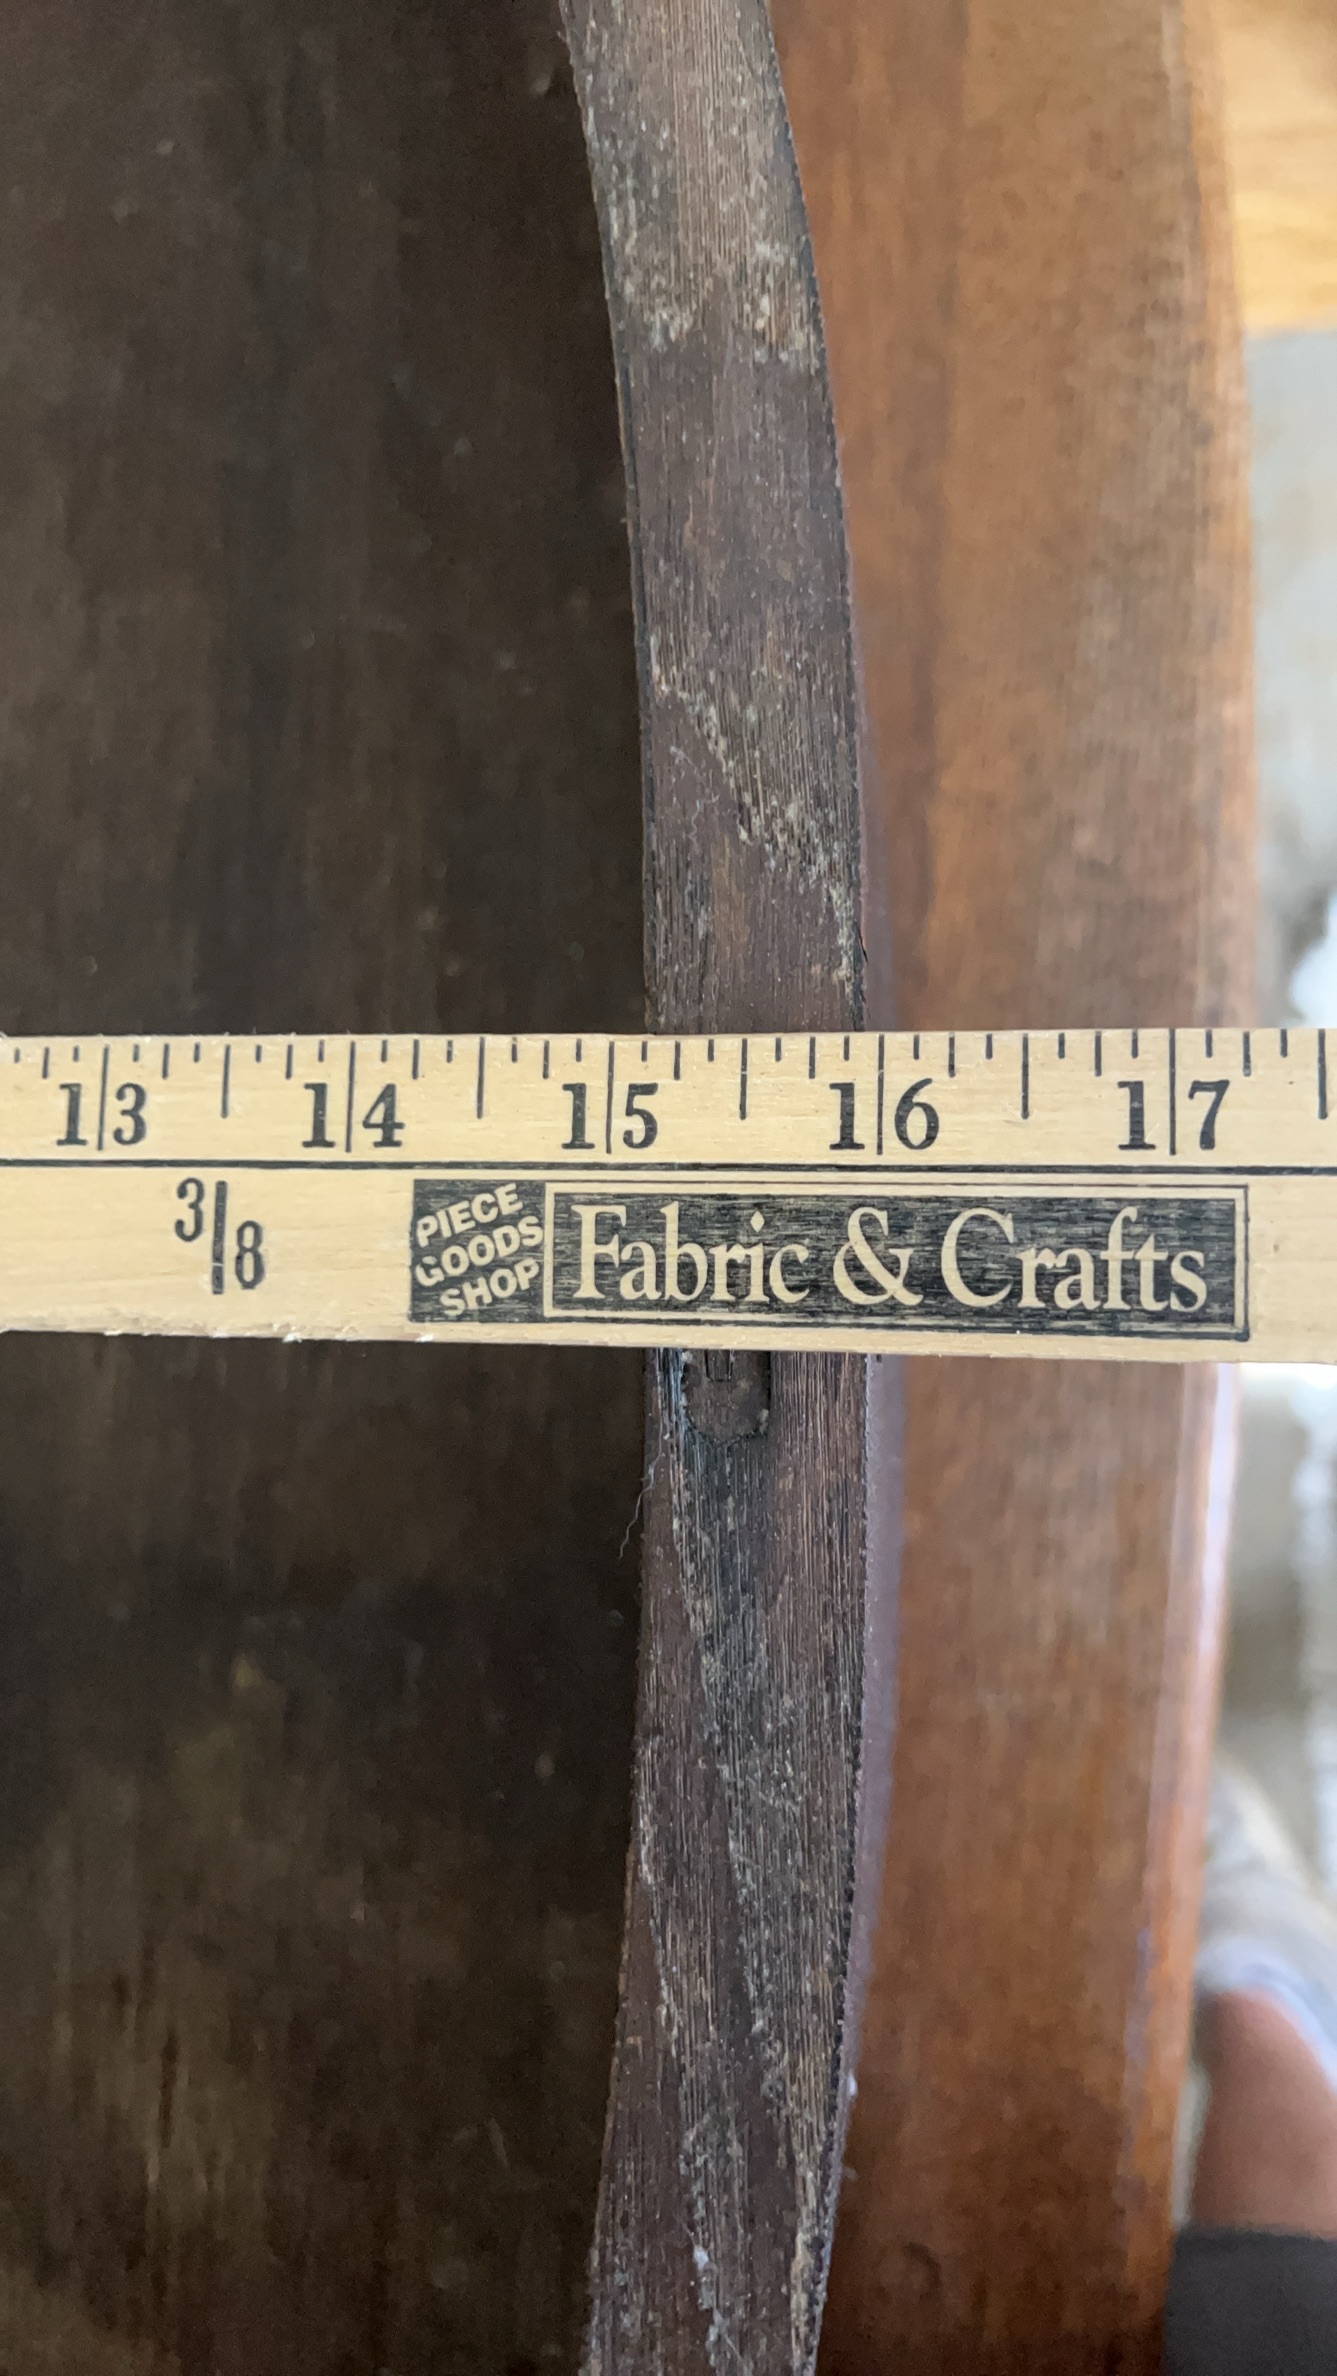 13 14 15 16 17
3/8
PIECE
GOODS
SHOP
Fabric & Crafts